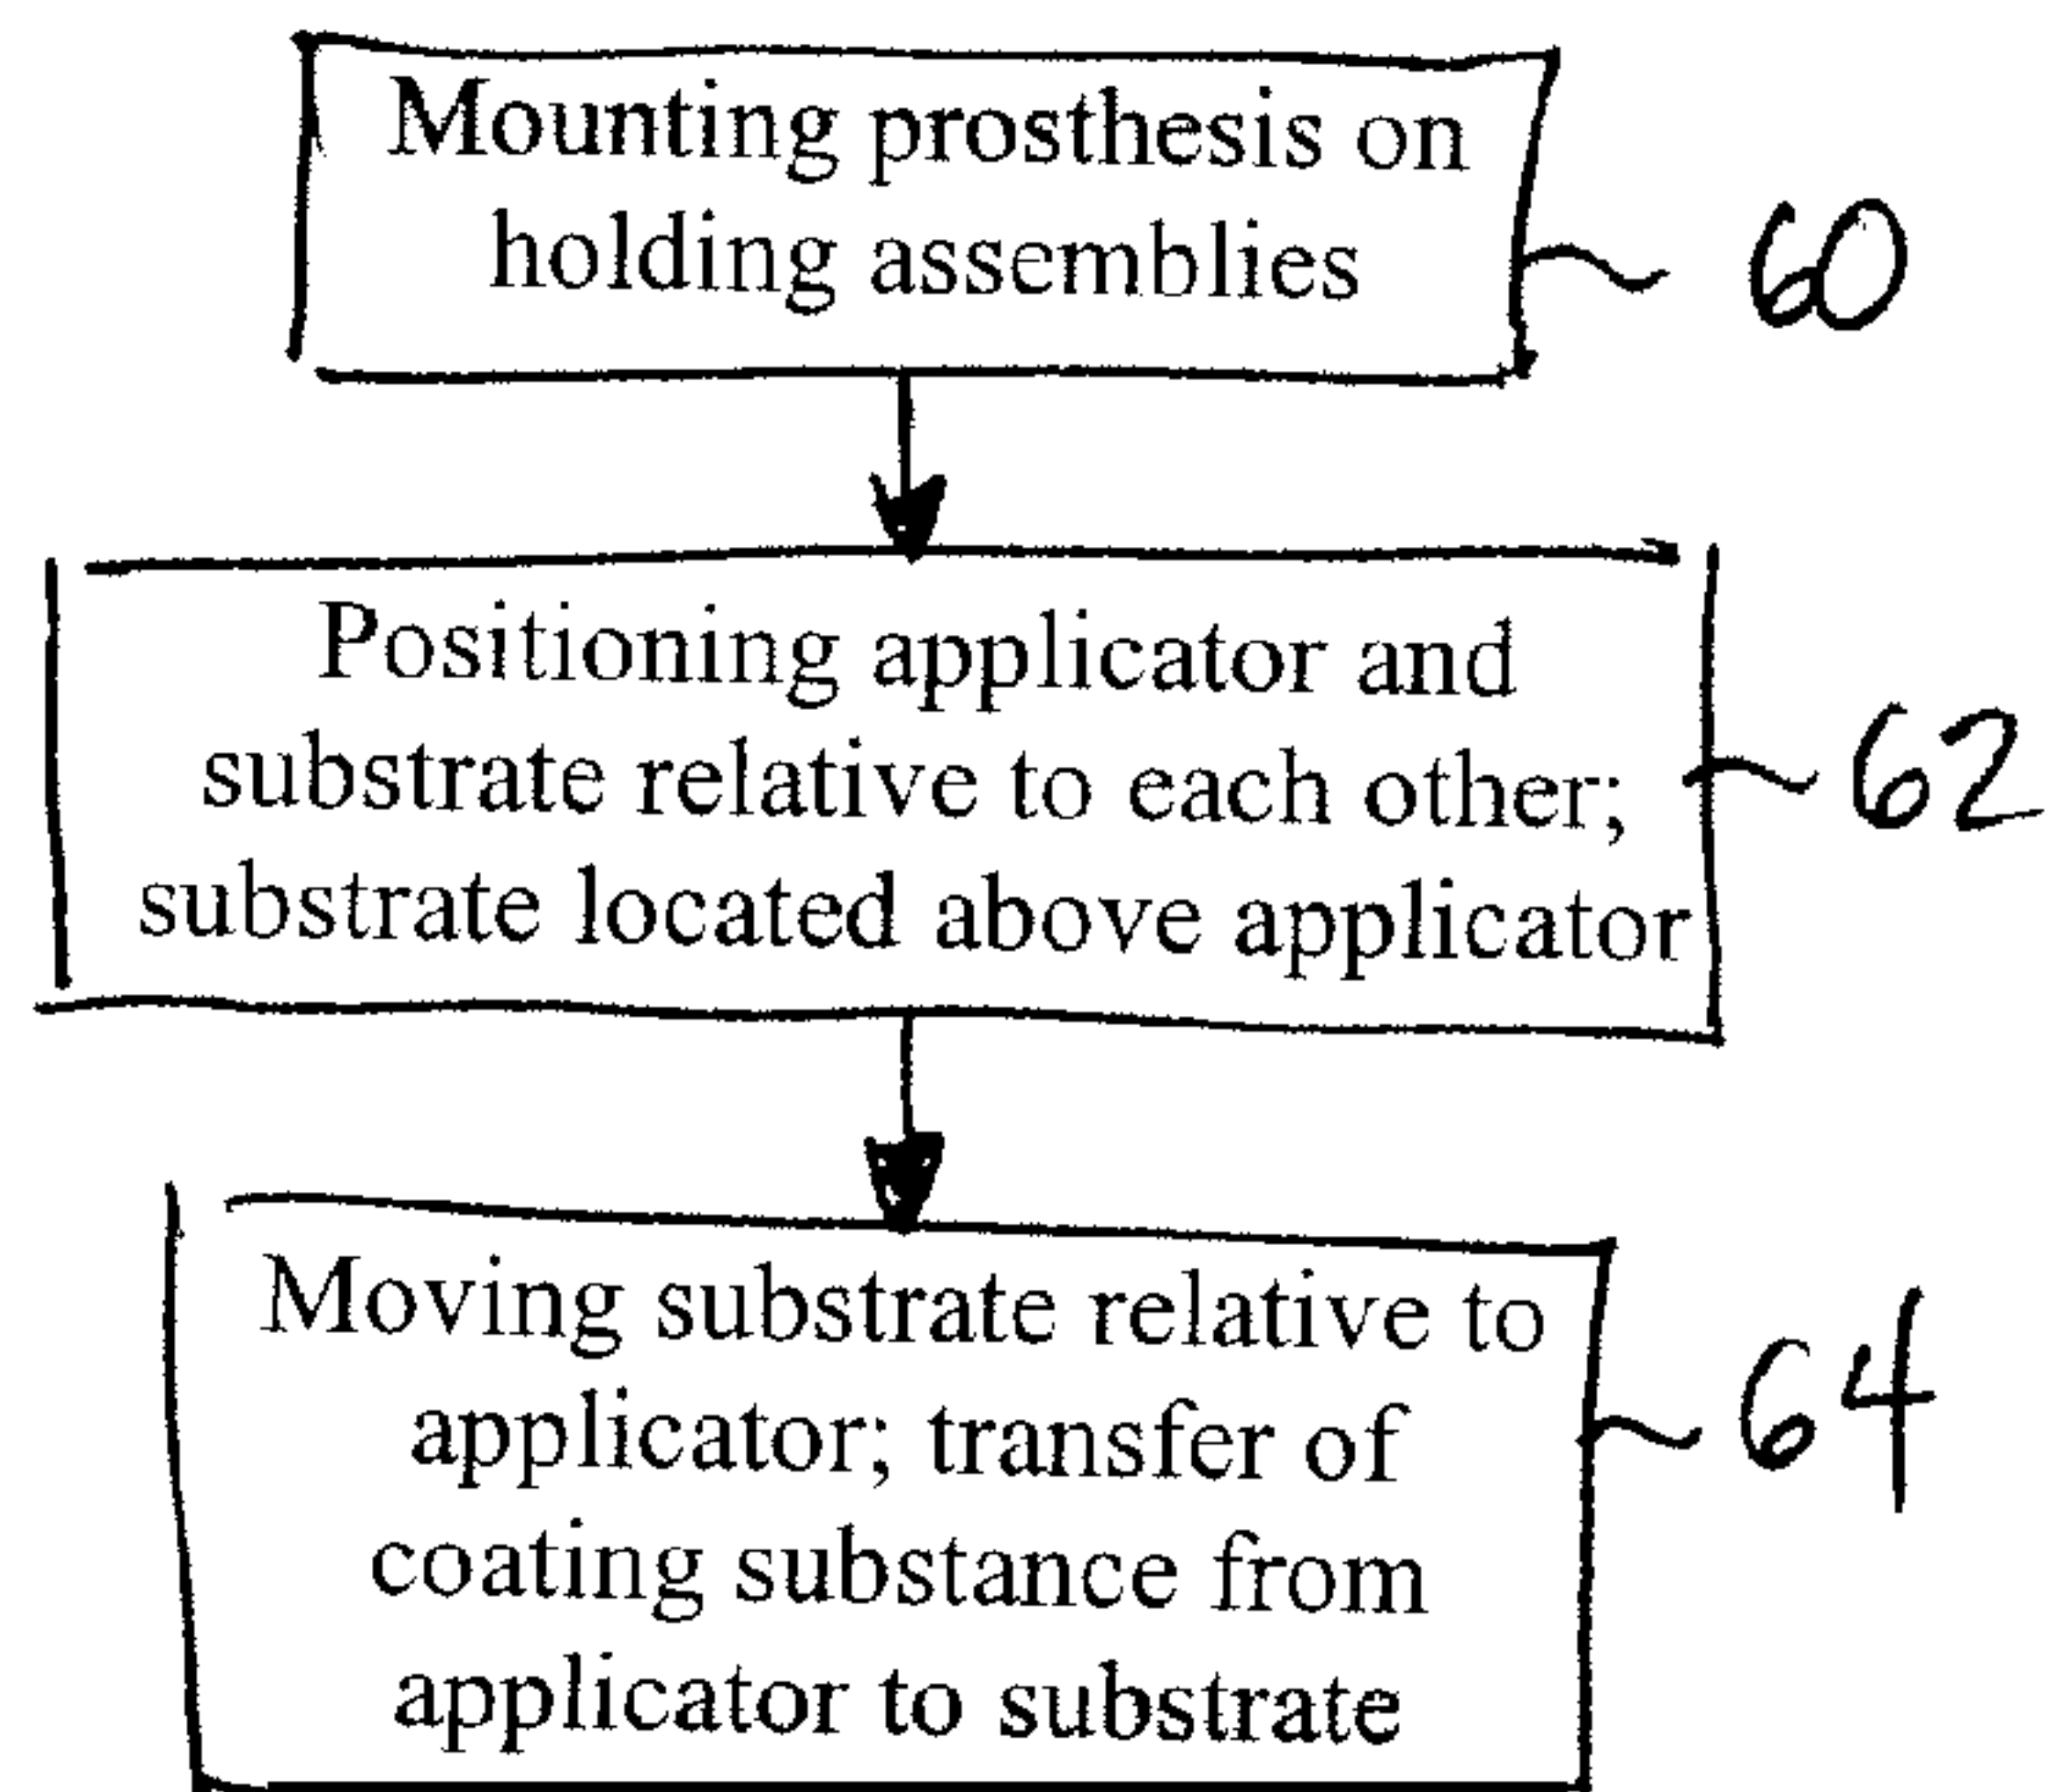 Mounting prosthesis on
holding assemblies
60
Positioning applicator and
substrate relative to each other;
substrate located above applicator
62
Moving substrate relative to
applicator; transfer of
coating substance from
applicator to substrate
64